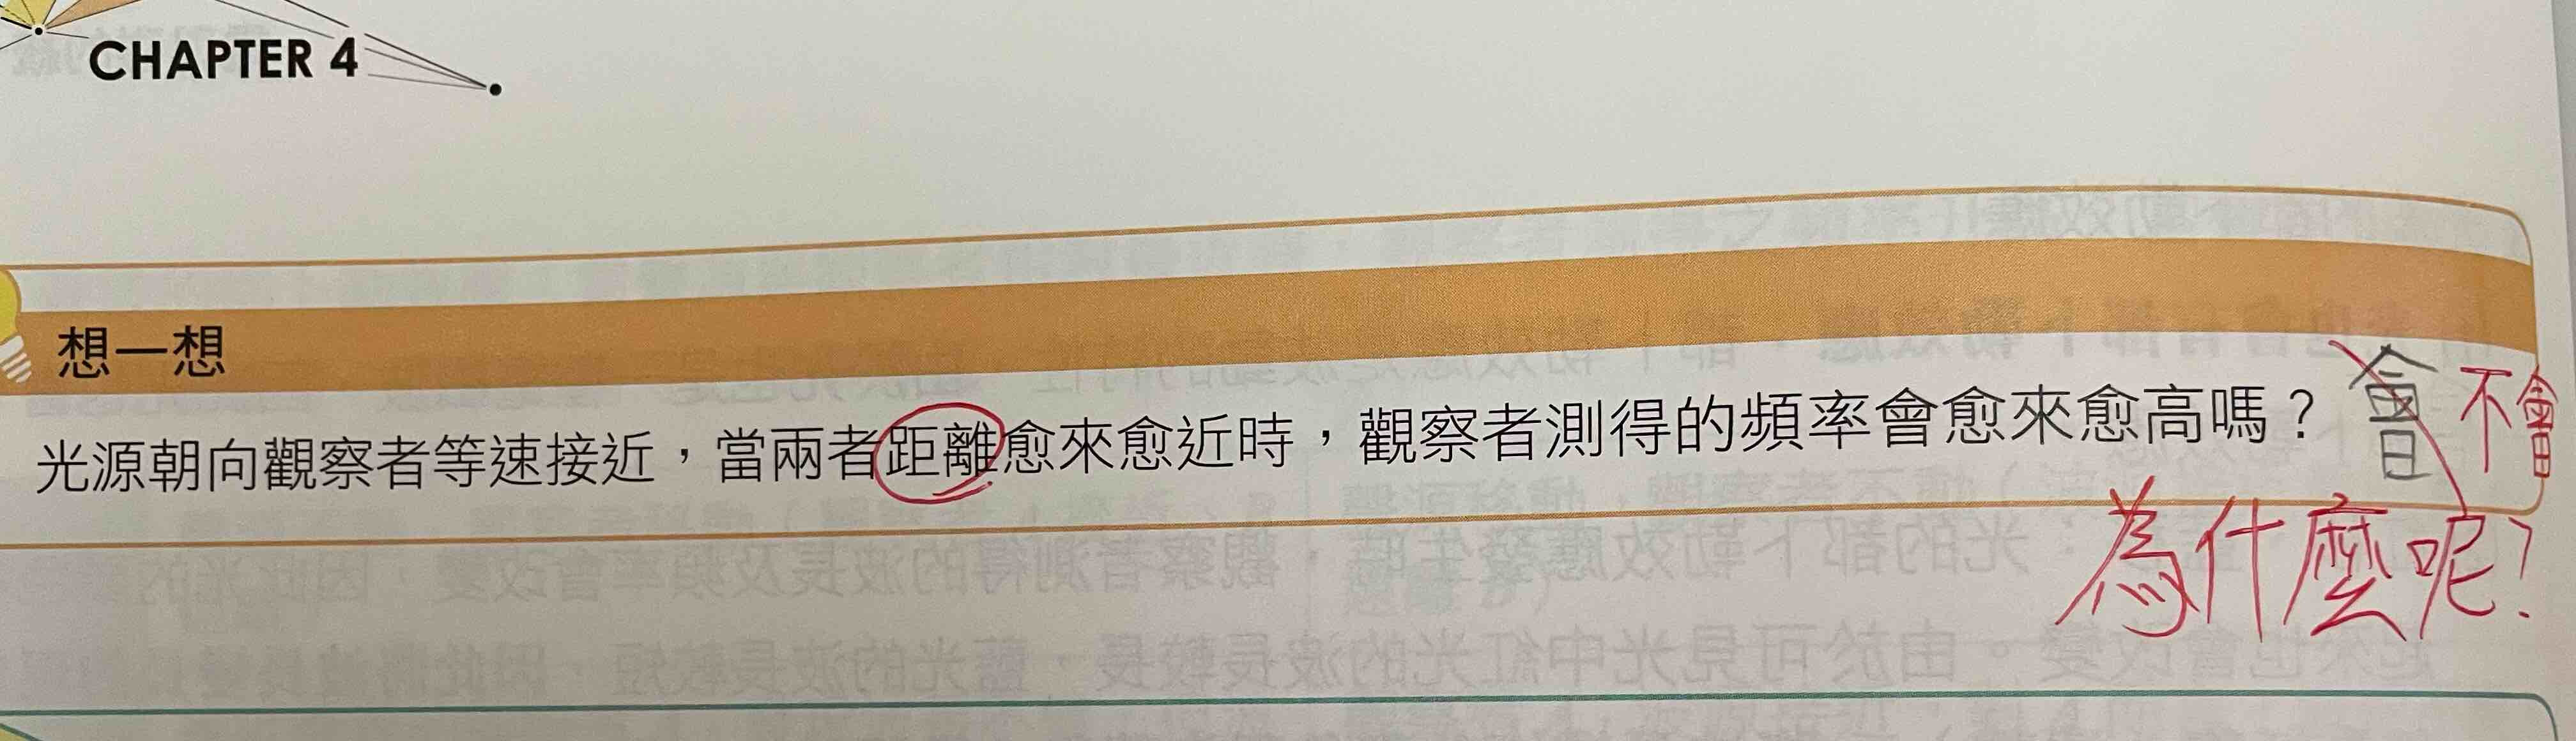 CHAPTER 4
想一想
光源朝向觀察者等速接近，當兩者距離愈來愈近時，觀察者測得的頻率會愈來愈高嗎？ 會 不會
為什麼呢？